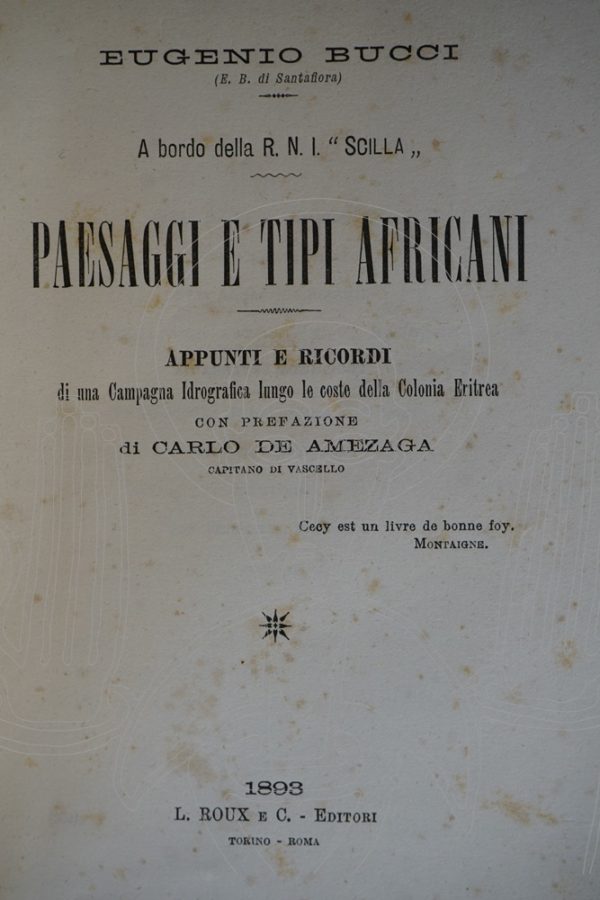 EUGENIO BUCCI
(E. B. di Santafiora)
A bordo della R. N. I. “ SCILLA „
PAESAGGI E TIPI AFRICANI
APPUNTI E RICORDI
di una Campagna Idrografica lungo le coste della Colonia Eritrea
CON PREFAZIONE
di CARLO DE AMEZAGA
CAPITANO DI VASCELLO
Cecy est un livre de bonne foy.
MONTAIGNE.
1893
L. ROUX E C. - EDITORI
TORINO - ROMA